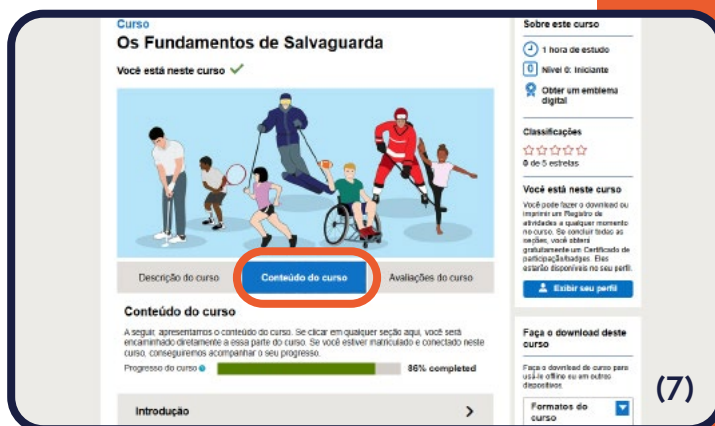 Curso
Os Fundamentos de Salvaguarda
Você está neste curso
Descrição do curso
Conteúdo do curso
Avaliações do curso
Conteúdo do curso
A seguir, apresentamos o conteúdo do curso. Se clicar em qualquer seção aqui, você será
encaminhado diretamente a essa parte do curso. Se você estiver matriculado e conectado neste
curso, conseguiremos acompanhar o seu progresso.
Progresso do curso
86% completed
Introdução
Sobre este curso
1 hora de estudo
0 Nível 0: Iniciante
Obter um emblema
digital
Classificações
0 de 5 estrelas
Você está neste curso
Você pode fazer o download ou
imprimir um Registro de
atividades a qualquer momento
no curso. Se concluir todas as
seções, você obterá
gratuitamente um Certificado de
participação/badges. Eles
estarão disponíveis no seu perfil.
Exibir seu perfil
Faça o download deste
curso
Faça o download do curso para
usá-lo offline ou em outros
dispositivos.
Formatos do
curso
(7)